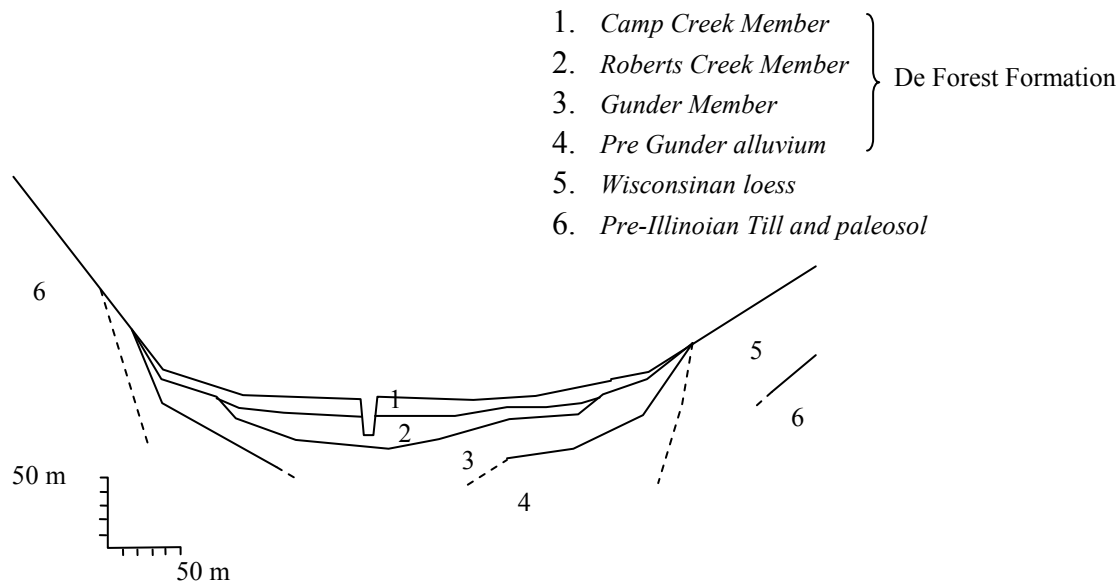 1. Camp Creek Member
2. Roberts Creek Member
3. Gunder Member
4. Pre Gunder alluvium
De Forest Formation
5. Wisconsinan loess
6. Pre-Illinoian Till and paleosol
6
5
6
1
2
3
4
50 m
50 m